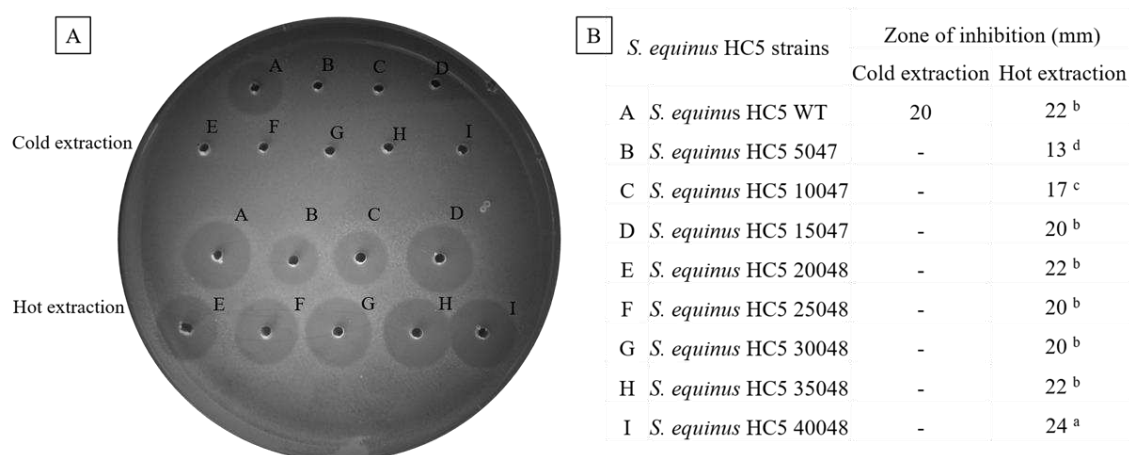 A
A B C D
Cold extraction
E F G H I
A B C D
Hot extraction
E F G H I
B
S. equinus HC5 strains
Zone of inhibition (mm)
Cold extraction Hot extraction
A S. equinus HC5 WT 20 22 b
B S. equinus HC5 5047 - 13 d
C S. equinus HC5 10047 - 17 c
D S. equinus HC5 15047 - 20 b
E S. equinus HC5 20048 - 22 b
F S. equinus HC5 25048 - 20 b
G S. equinus HC5 30048 - 20 b
H S. equinus HC5 35048 - 22 b
I S. equinus HC5 40048 - 24 a